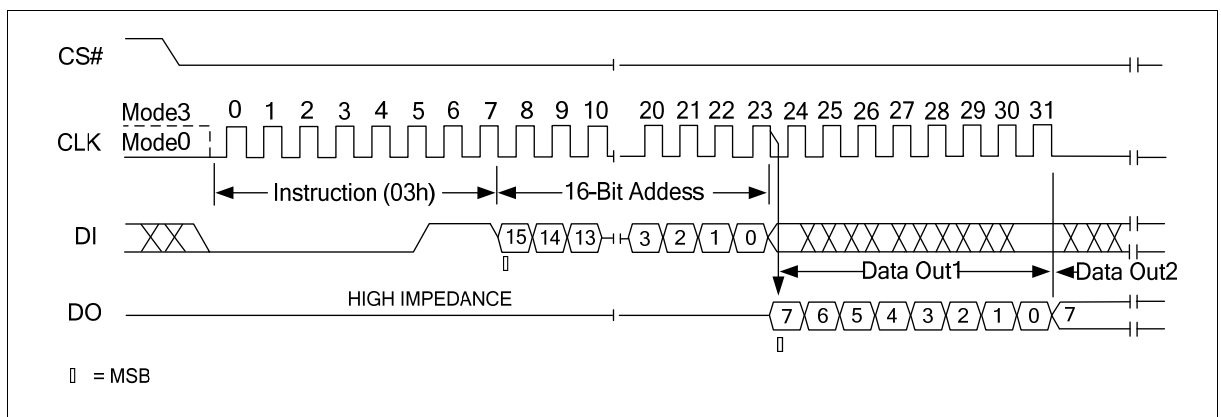 CS#
Mode3 0 1 2 3 4 5 6 7 8 9 10 20 21 22 23 24 25 26 27 28 29 30 31
CLK Mode0
Instruction (03h) 16-Bit Addess
DI 15 14 13 3 2 1 0
Data Out1 Data Out2
HIGH IMPEDANCE
DO 7 6 5 4 3 2 1 0 7
= MSB